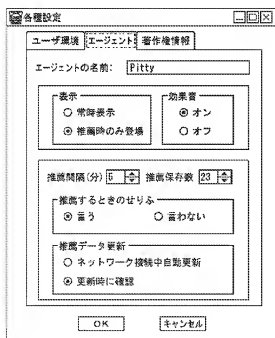 各種設定
ユーザ環境 エージェント 著作権情報
エージェントの名前: Pitty
表示 効果音
常時表示 オン
推薦時のみ登場 オフ
推薦間隔(分) 6 推薦保存数 23
推薦するときのせりふ
言う 言わない
推薦データ更新
ネットワーク接続中自動更新
更新時に確認
OK キャンセル